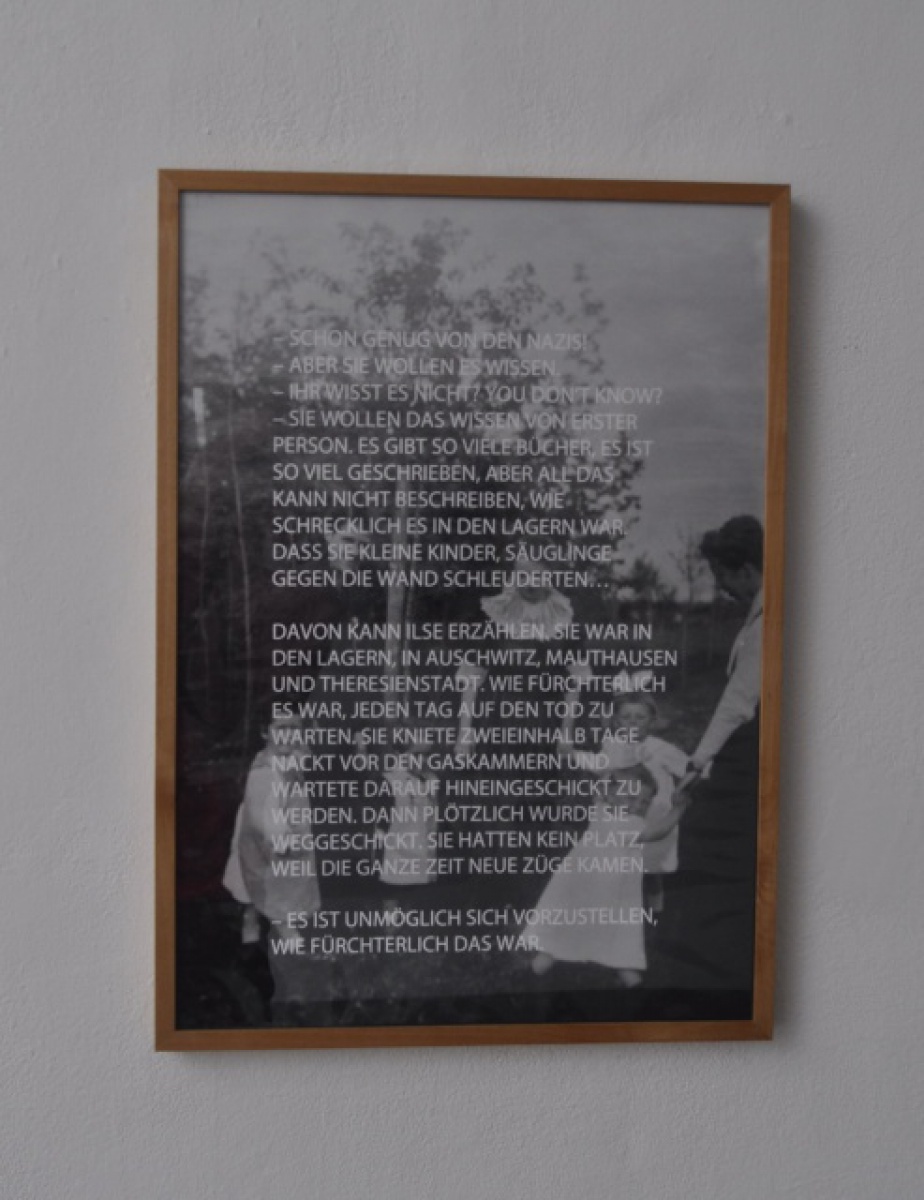 – SCHON GENUG VON DEN NAZIS!
– ABER SIE WOLLEN ES WISSEN.
– IHR WISST ES NICHT? YOU DON'T KNOW?
– SIE WOLLEN DAS WISSEN VON ERSTER
PERSON. ES GIBT SO VIELE BÜCHER, ES IST
SO VIEL GESCHRIEBEN, ABER ALL DAS
KANN NICHT BESCHREIBEN, WIE
SCHRECKLICH ES IN DEN LAGERN WAR.
DASS SIE KLEINE KINDER, SÄUGLINGE
GEGEN DIE WAND SCHLEUDERTEN…
DAVON KANN ILSE ERZÄHLEN. SIE WAR IN
DEN LAGERN, IN AUSCHWITZ, MAUTHAUSEN
UND THERESIENSTADT. WIE FÜRCHTERLICH
ES WAR, JEDEN TAG AUF DEN TOD ZU
WARTEN. SIE KNIETE ZWEIEINHALB TAGE
NACKT VOR DEN GASKAMMERN UND
WARTETE DARAUF HINEINGESCHICKT ZU
WERDEN. DANN PLÖTZLICH WURDE SIE
WEGGESCHICKT. SIE HATTEN KEIN PLATZ,
WEIL DIE GANZE ZEIT NEUE ZÜGE KAMEN.
– ES IST UNMÖGLICH SICH VORZUSTELLEN,
WIE FÜRCHTERLICH DAS WAR.